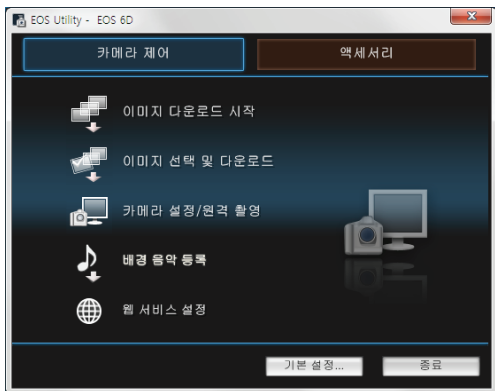 EOS Utility - EOS 6D
카메라 제어
액세서리
이미지 다운로드 시작
이미지 선택 및 다운로드
카메라 설정/원격 촬영
배경 음악 등록
웹 서비스 설정
기본 설정...
종료